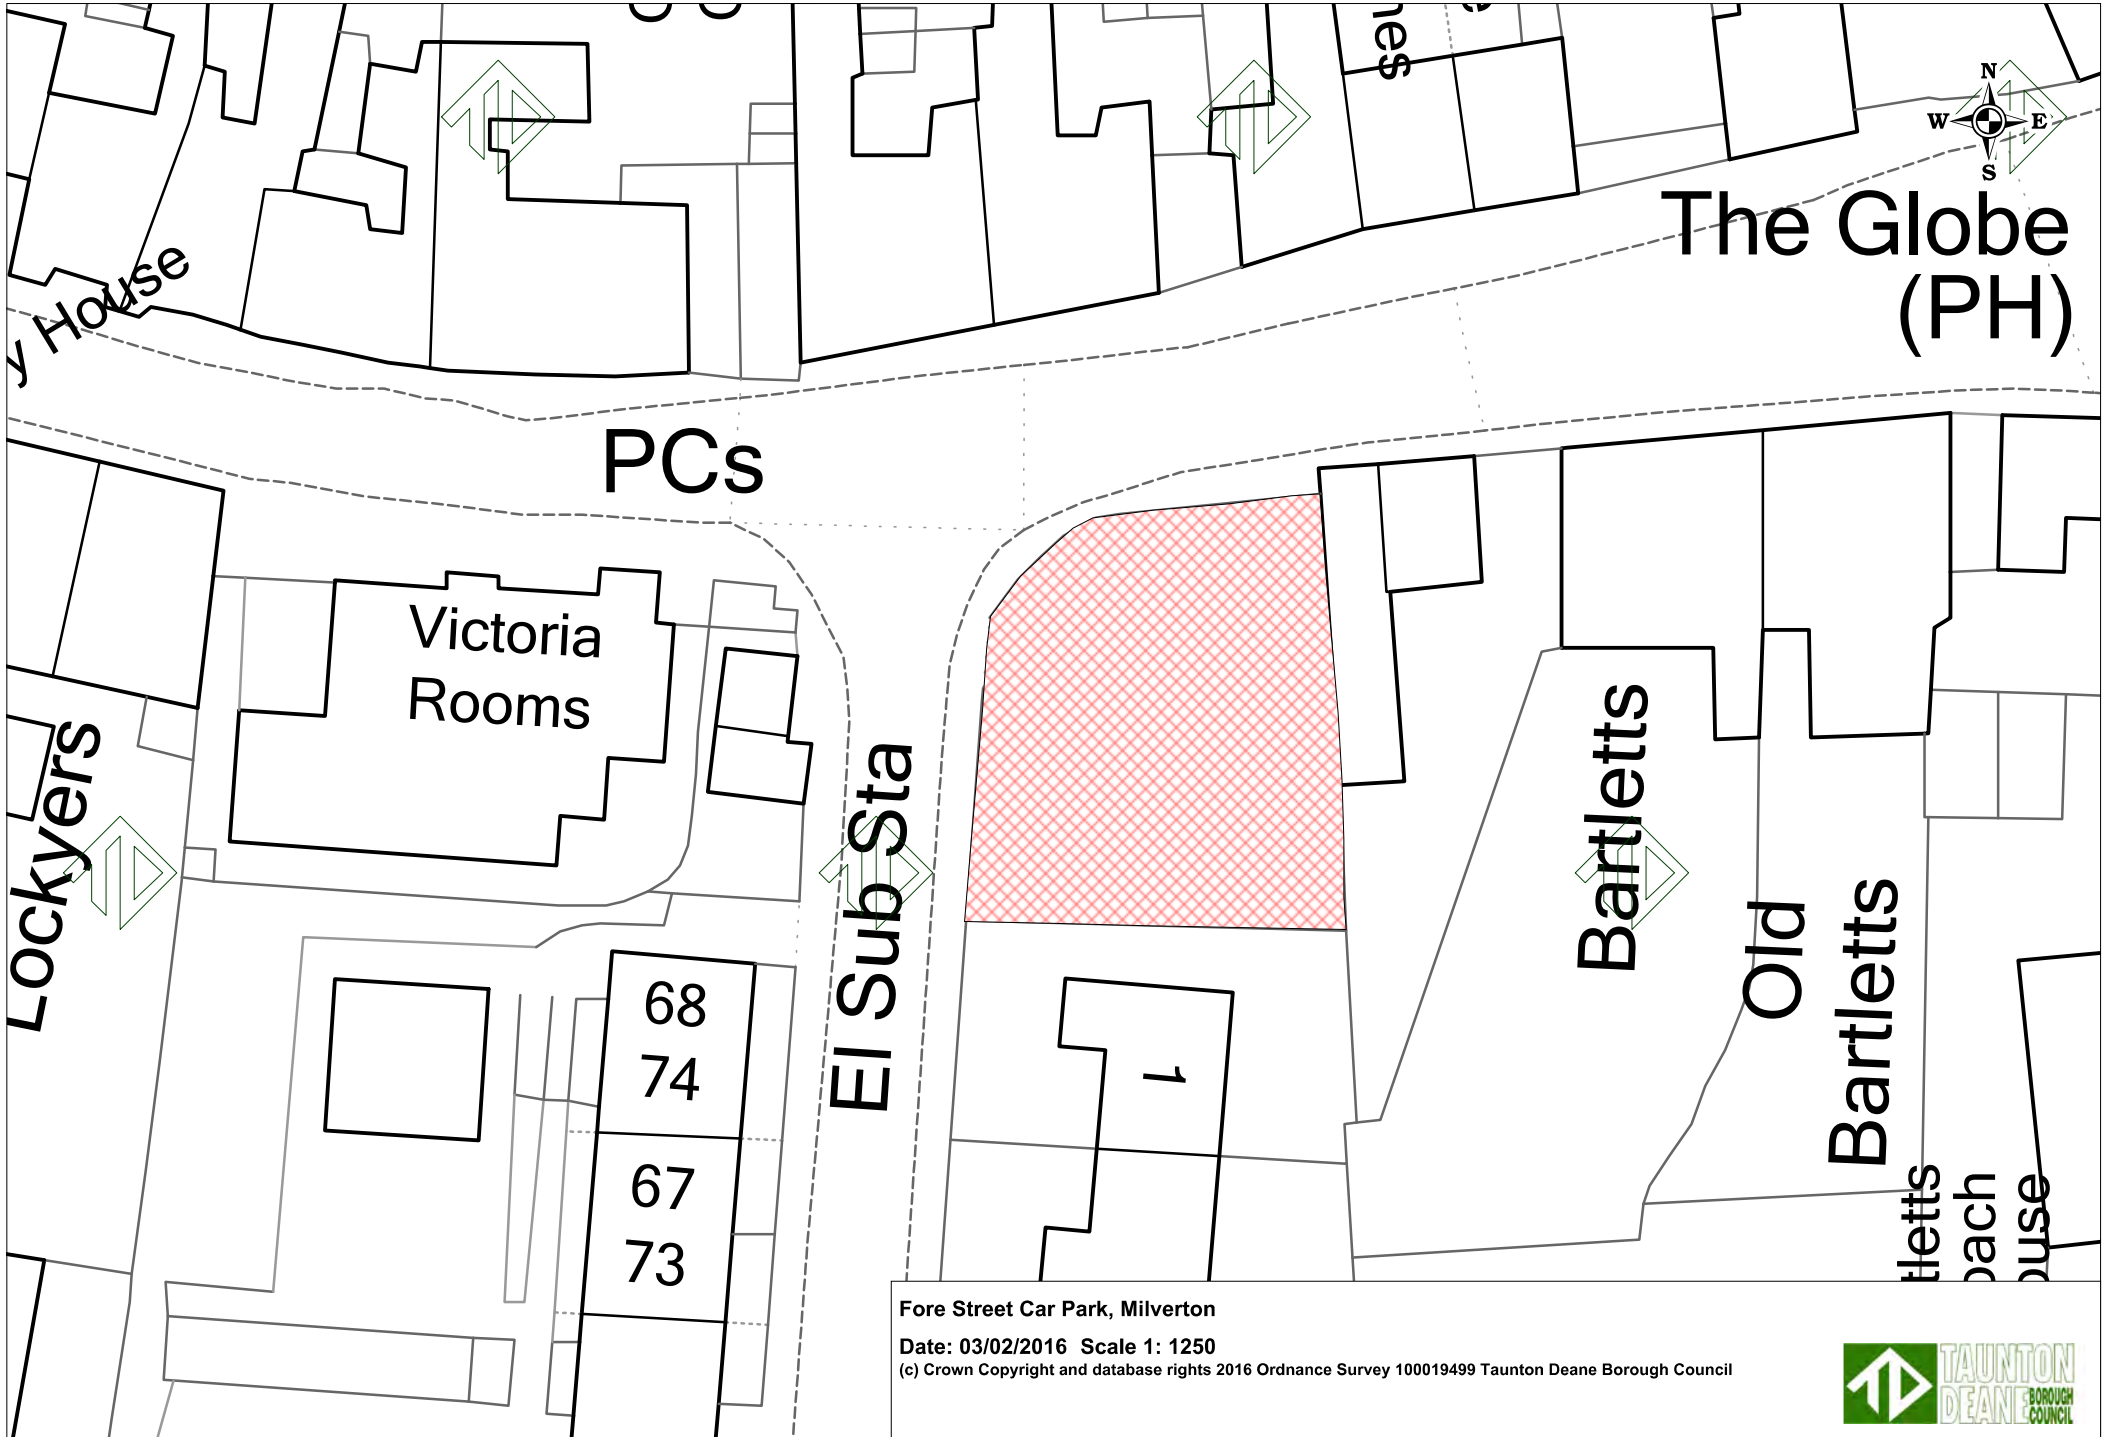 N
W E
S
The Globe
(PH)
y House
PCs
Victoria
Rooms
Lockyers
El Sub Sta
Bartletts
Old
Bartletts
68
74
1
67
73
Fore Street Car Park, Milverton
Date: 03/02/2016 Scale 1: 1250
(c) Crown Copyright and database rights 2016 Ordnance Survey 100019499 Taunton Deane Borough Council
TAUNTON
DEANE BOROUGH
COUNCIL